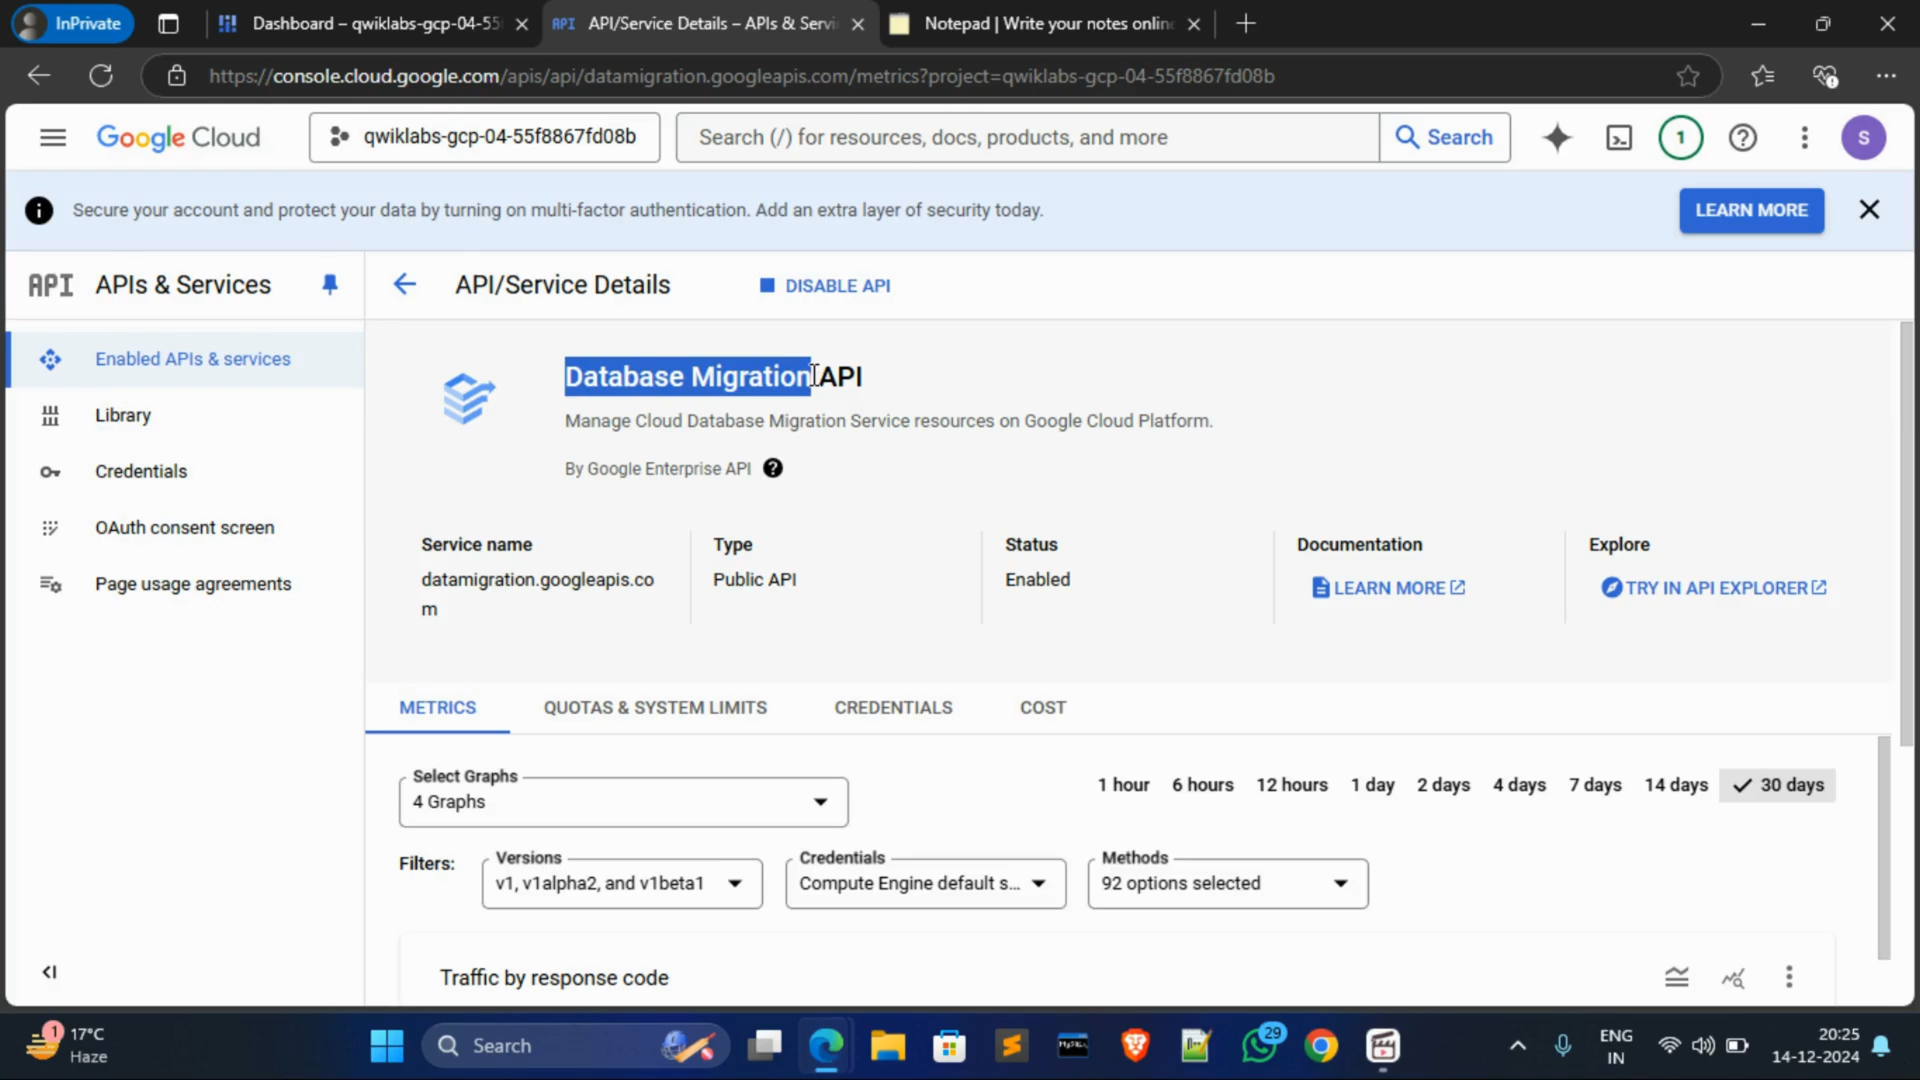 InPrivate
Dashboard – qwiklabs-gcp-04-55
API API/Service Details – APIs & Servi
Notepad | Write your notes online
https://console.cloud.google.com/apis/api/datamigration.googleapis.com/metrics?project=qwiklabs-gcp-04-55f8867fd08b
Google Cloud
qwiklabs-gcp-04-55f8867fd08b
Search (/) for resources, docs, products, and more
Search
1
S
Secure your account and protect your data by turning on multi-factor authentication. Add an extra layer of security today.
LEARN MORE
API APIs & Services
API/Service Details
DISABLE API
Enabled APIs & services
Library
Credentials
OAuth consent screen
Page usage agreements
Database Migration API
Manage Cloud Database Migration Service resources on Google Cloud Platform.
By Google Enterprise API
Service name
datamigration.googleapis.co
m
Type
Public API
Status
Enabled
Documentation
LEARN MORE
Explore
TRY IN API EXPLORER
METRICS
QUOTAS & SYSTEM LIMITS
CREDENTIALS
COST
Select Graphs
4 Graphs
1 hour
6 hours
12 hours
1 day
2 days
4 days
7 days
14 days
30 days
Filters:
Versions
v1, v1alpha2, and v1beta1
Credentials
Compute Engine default s...
Methods
92 options selected
Traffic by response code
1
17°C
Haze
Search
29
ENG
IN
20:25
14-12-2024